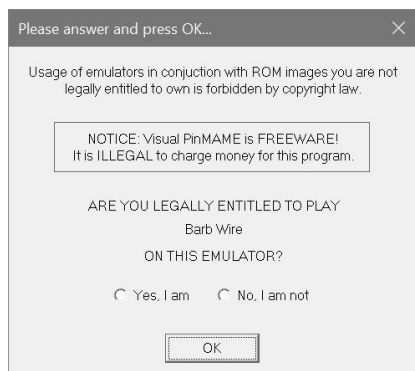 Please answer and press OK...
Usage of emulators in conjuction with ROM images you are not
legally entitled to own is forbidden by copyright law.
NOTICE: Visual PinMAME is FREEWARE!
It is ILLEGAL to charge money for this program.
ARE YOU LEGALLY ENTITLED TO PLAY
Barb Wire
ON THIS EMULATOR?
Yes, I am No, I am not
OK